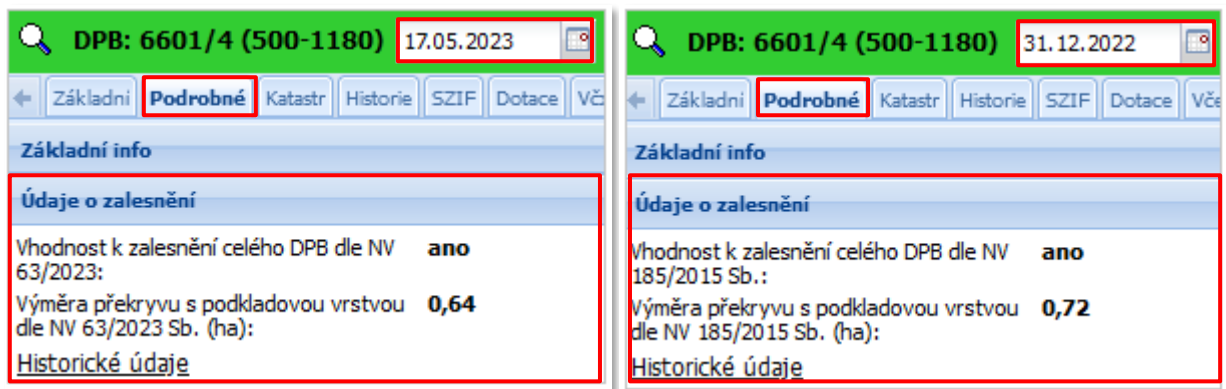 DPB: 6601/4 (500-1180) 17.05.2023
Základni Podrobné Katastr Historie SZIF Dotace Vč
Základní info
Údaje o zalesnění
Vhodnost k zalesnění celého DPB dle NV ano
63/2023:
Výměra překryvu s podkladovou vrstvou 0,64
dle NV 63/2023 Sb. (ha):
Historické údaje
DPB: 6601/4 (500-1180) 31.12.2022
Základni Podrobné Katastr Historie SZIF Dotace Vče
Základní info
Údaje o zalesnění
Vhodnost k zalesnění celého DPB dle NV ano
185/2015 Sb.:
Výměra překryvu s podkladovou vrstvou 0,72
dle NV 185/2015 Sb. (ha):
Historické údaje